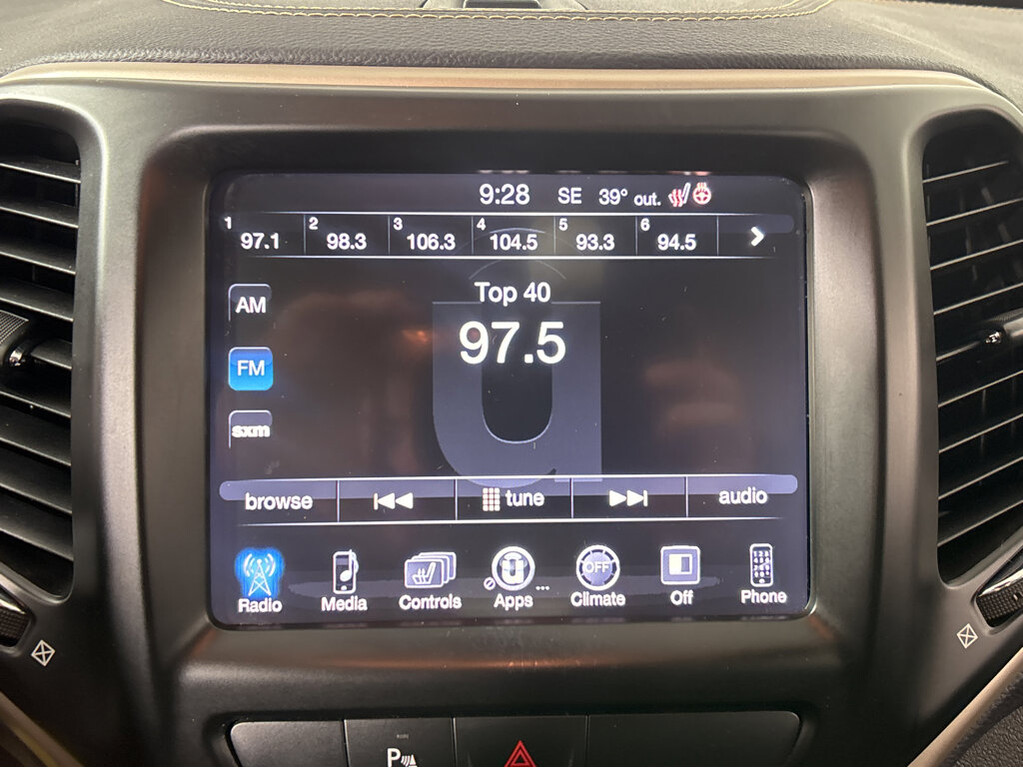 9:28 SE 39° out.
1 97.1 2 98.3 3 106.3 4 104.5 5 93.3 6 94.5
Top 40
97.5
AM
FM
sxm
browse tune audio
OFF
Radio Media Controls Apps ... Climate Off Phone
P